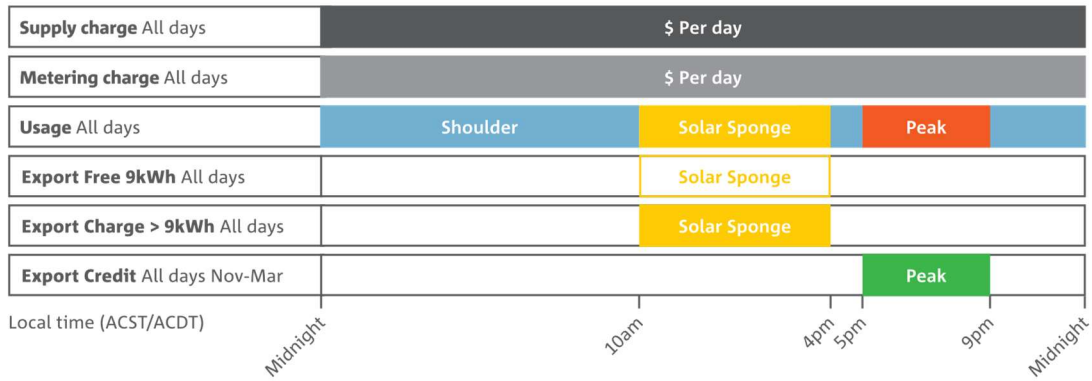 Supply charge All days
$ Per day
Metering charge All days
$ Per day
Usage All days
Shoulder
Solar Sponge
Peak
Export Free 9kWh All days
Solar Sponge
Export Charge > 9kWh All days
Solar Sponge
Export Credit All days Nov-Mar
Peak
Local time (ACST/ACDT)
Midnight
10am
4pm
5pm
9pm
Midnight